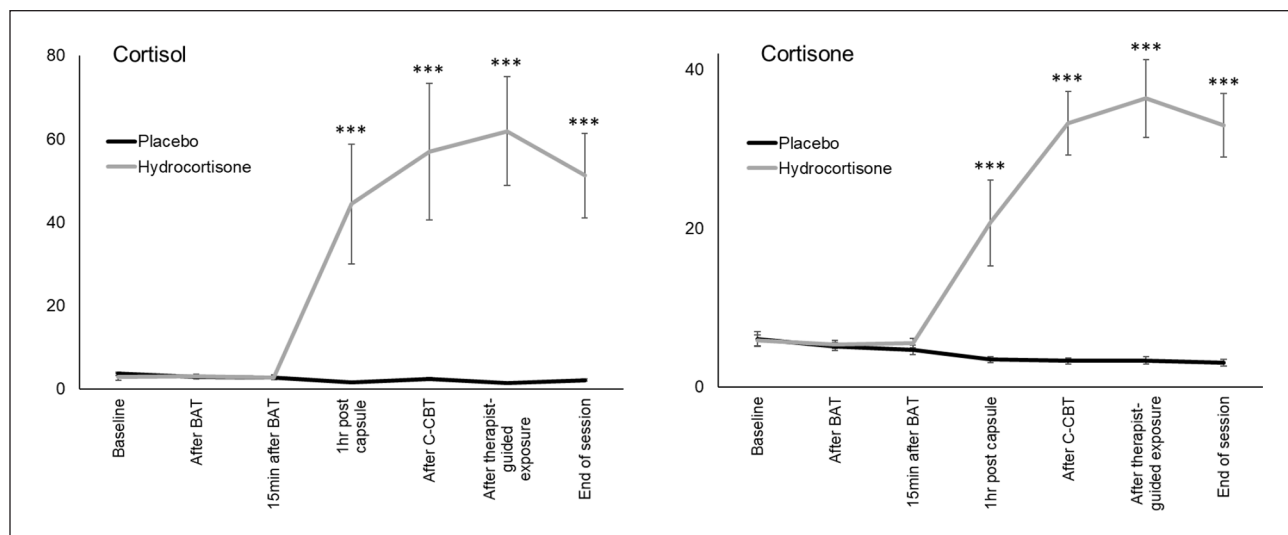 Cortisol
80
60
40
20
0
Placebo
Hydrocortisone
***
***
***
***
Baseline
After BAT
15min after BAT
1hr post
capsule
After C-CBT
After therapist-
guided
exposure
End of session
Cortisone
40
20
0
Placebo
Hydrocortisone
***
***
***
***
Baseline
After BAT
15min after BAT
1hr post capsule
After C-CBT
After therapist-
guided exposure
End of session